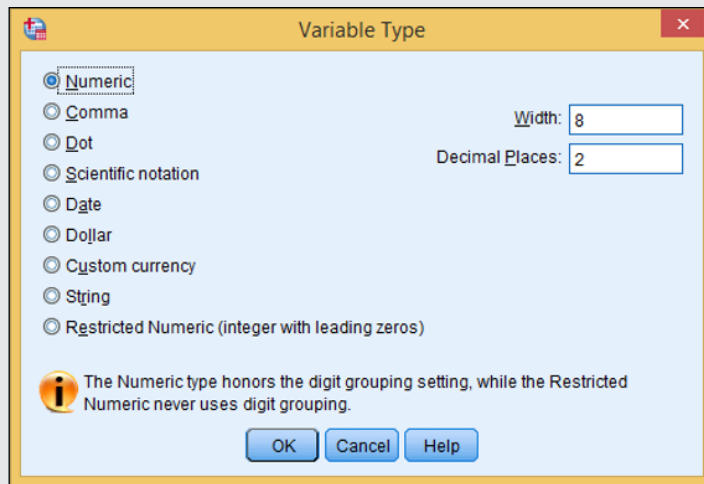 Variable Type
Numeric
Comma
Dot
Scientific notation
Date
Dollar
Custom currency
String
Restricted Numeric (integer with leading zeros)
Width: 8
Decimal Places: 2
The Numeric type honors the digit grouping setting, while the Restricted
Numeric never uses digit grouping.
OK Cancel Help